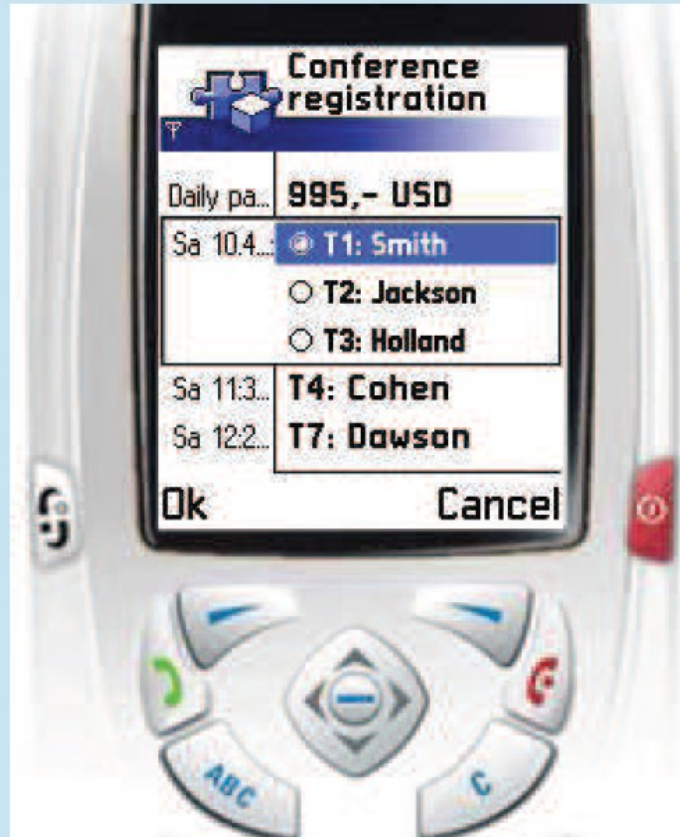 Conference
registration
Daily pa... 995,- USD
Sa 10.4...: T1: Smith
T2: Jackson
T3: Holland
Sa 11:3... T4: Cohen
Sa 12:2... T7: Dawson
Ok Cancel
ABC C